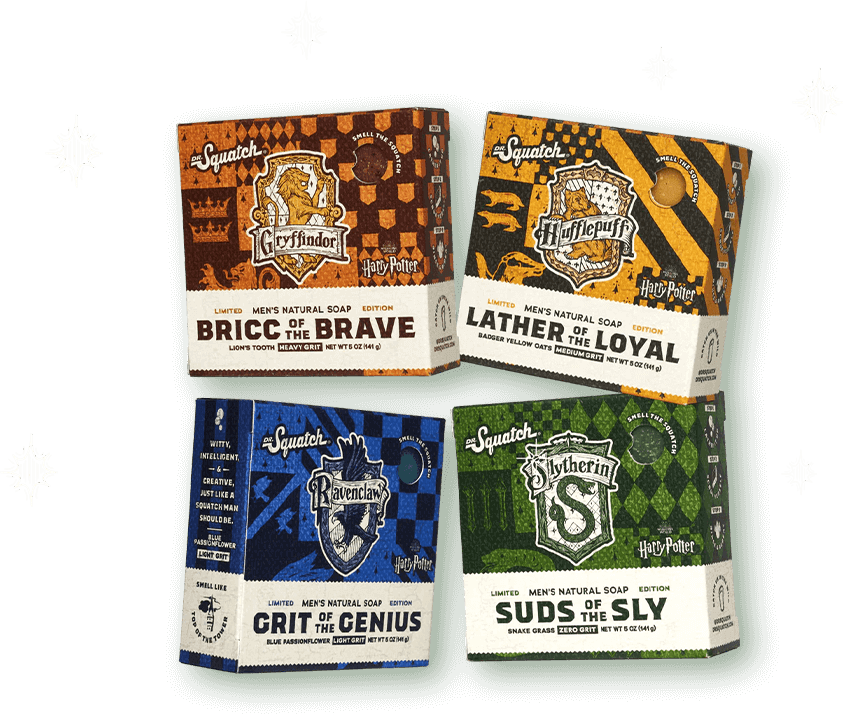 DR. Squatch
SMELL THE SQUATCH
Gryffindor
Harry Potter
LIMITED MEN'S NATURAL SOAP EDITION
BRICC OF THE BRAVE
LION'S TOOTH HEAVY GRIT NET WT 5 OZ (141 g)
DR. Squatch
SMELL THE SQUATCH
Hufflepuff
Harry Potter
LIMITED MEN'S NATURAL SOAP EDITION
LATHER OF THE LOYAL
BADGER YELLOW OATS MEDIUM GRIT NET WT 5 OZ (141 g)
WITTY,
INTELLIGENT,
&
CREATIVE,
JUST LIKE A
SQUATCH MAN
SHOULD BE.
BLUE
PASSIONFLOWER
LIGHT GRIT
SMELL LIKE
TOP OF THE TOWER
DR. Squatch
SMELL THE SQUATCH
Ravenclaw
Harry Potter
LIMITED MEN'S NATURAL SOAP EDITION
GRIT OF THE GENIUS
BLUE PASSIONFLOWER LIGHT GRIT NET WT 5 OZ (141 g)
DR. Squatch
SMELL THE SQUATCH
Slytherin
S
Harry Potter
LIMITED MEN'S NATURAL SOAP EDITION
SUDS OF THE SLY
SNAKE GRASS ZERO GRIT NET WT 5 OZ (141 g)